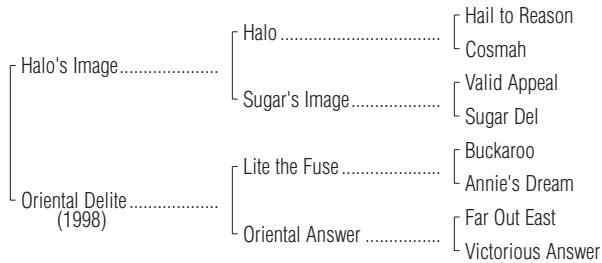 Hail to Reason
Halo ................................
Cosmah
Halo's Image....................
Valid Appeal
Sugar's Image..................
Sugar Del
Buckaroo
Lite the Fuse....................
Annie's Dream
Oriental Delite..................
(1998)
Far Out East
Oriental Answer ...............
Victorious Answer